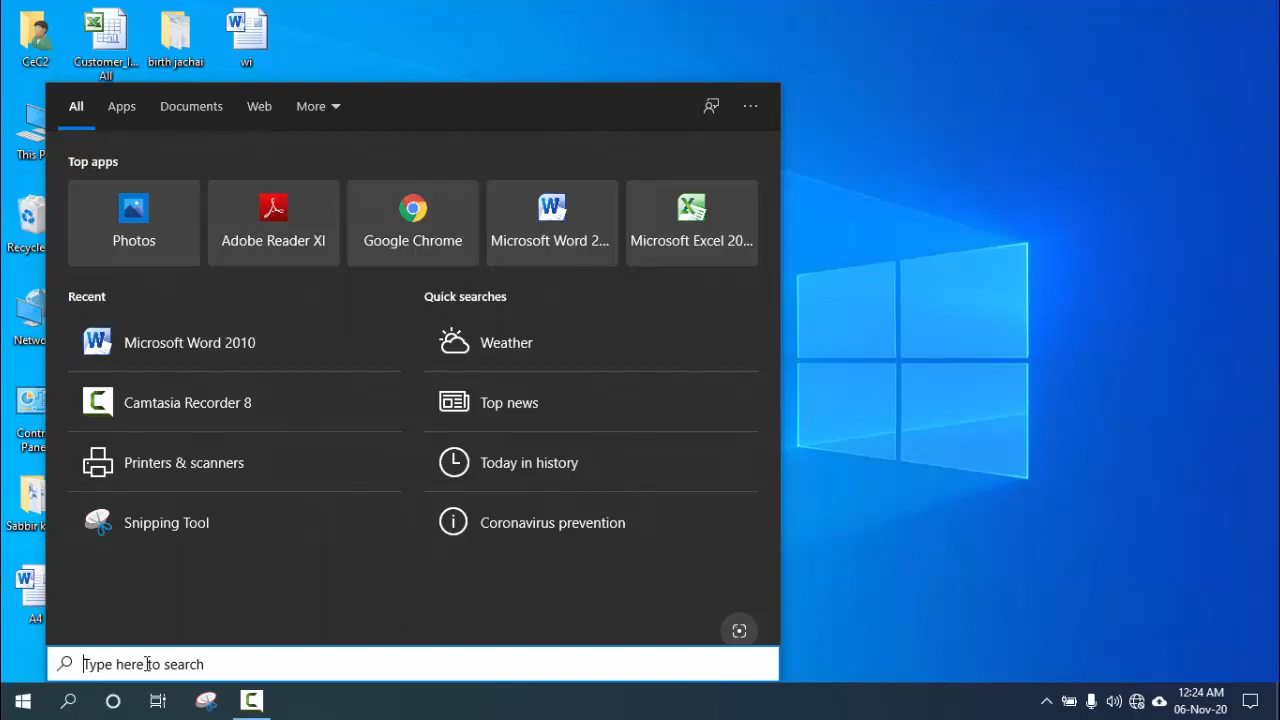 CeC2
Customer_I...
All
birth jachai
wi
This P
Recycle
Netwo
Contr
Pane
Sabbir k
A4
All
Apps
Documents
Web
More
Top apps
Photos
Adobe Reader XI
Google Chrome
Microsoft Word 2...
Microsoft Excel 20...
Recent
Microsoft Word 2010
Camtasia Recorder 8
Printers & scanners
Snipping Tool
Quick searches
Weather
Top news
Today in history
Coronavirus prevention
Type here to search
12:24 AM
06-Nov-20